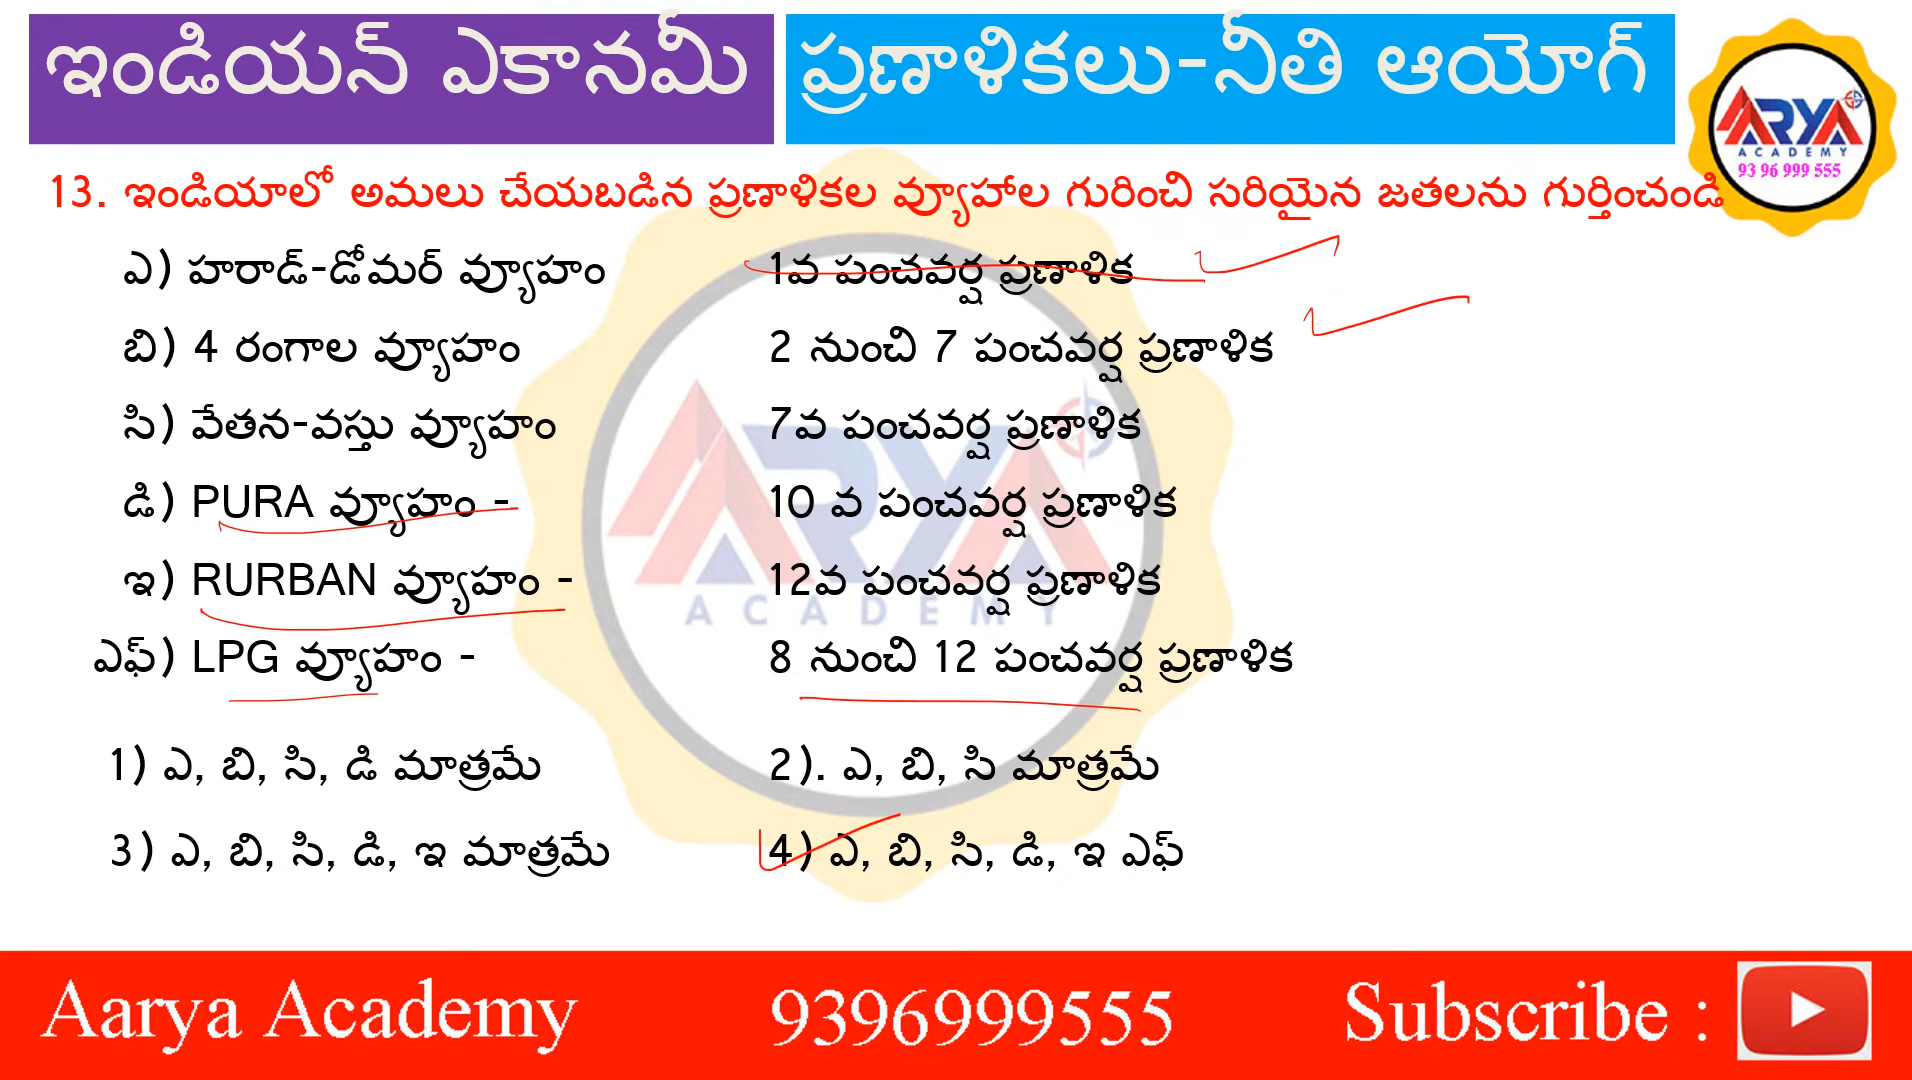 ఇండియన్ ఎకానమీ ప్రణాళికలు-నీతి ఆయోగ్
ARYA
ACADEMY
93 96 999 555
13. ఇండియాలో అమలు చేయబడిన ప్రణాళికల వ్యూహాల గురించి సరియైన జతలను గుర్తించండి
ఎ) హరాడ్-డోమర్ వ్యూహం 1వ పంచవర్ష ప్రణాళిక
బి) 4 రంగాల వ్యూహం 2 నుంచి 7 పంచవర్ష ప్రణాళిక
సి) వేతన-వస్తు వ్యూహం 7వ పంచవర్ష ప్రణాళిక
డి) PURA వ్యూహం - 10 వ పంచవర్ష ప్రణాళిక
ఇ) RURBAN వ్యూహం - 12వ పంచవర్ష ప్రణాళిక
ఎఫ్) LPG వ్యూహం - 8 నుంచి 12 పంచవర్ష ప్రణాళిక
ARYA
ACADEMY
1) ఎ, బి, సి, డి మాత్రమే 2). ఎ, బి, సి మాత్రమే
3) ఎ, బి, సి, డి, ఇ మాత్రమే 4) ఎ, బి, సి, డి, ఇ ఎఫ్
Aarya Academy 9396999555 Subscribe :